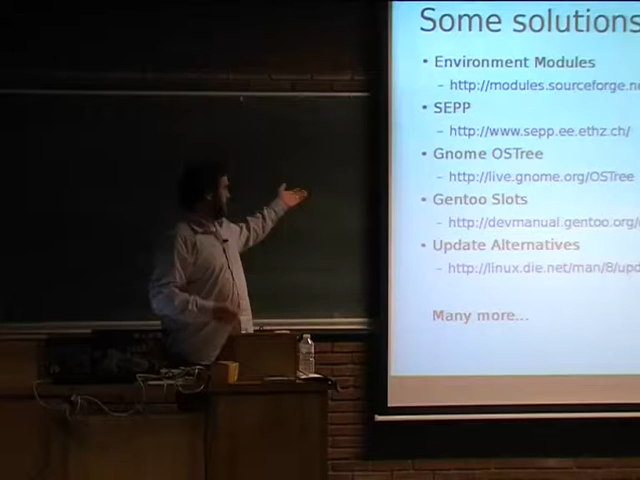 Some solutions
• Environment Modules
– http://modules.sourceforge.ne
• SEPP
– http://www.sepp.ee.ethz.ch/
• Gnome OSTree
– http://live.gnome.org/OSTree
• Gentoo Slots
– http://devmanual.gentoo.org/
• Update Alternatives
– http://linux.die.net/man/8/upd
Many more...